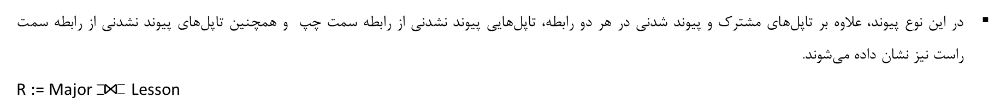 ▪ در این نوع پیوند، علاوه بر تاپل‌های مشترک و پیوند شدنی در هر دو رابطه، تاپل‌هایی پیوند نشدنی از رابطه سمت چپ و همچنین تاپل‌های پیوند نشدنی از رابطه سمت
راست نیز نشان داده می‌شوند.
R := Major ⟗ Lesson